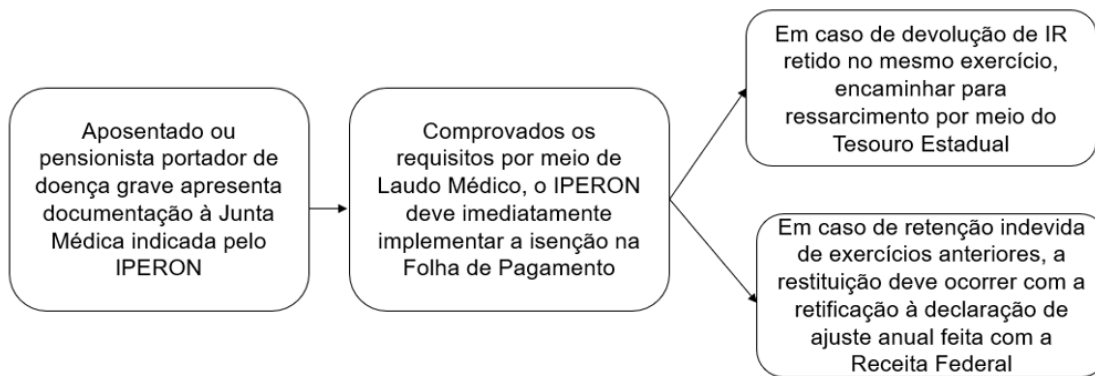 Aposentado ou
pensionista portador de
doença grave apresenta
documentação à Junta
Médica indicada pelo
IPERON
Comprovados os
requisitos por meio de
Laudo Médico, o IPERON
deve imediatamente
implementar a isenção na
Folha de Pagamento
Em caso de devolução de IR
retido no mesmo exercício,
encaminhar para
ressarcimento por meio do
Tesouro Estadual
Em caso de retenção indevida
de exercícios anteriores, a
restituição deve ocorrer com a
retificação à declaração de
ajuste anual feita com a
Receita Federal